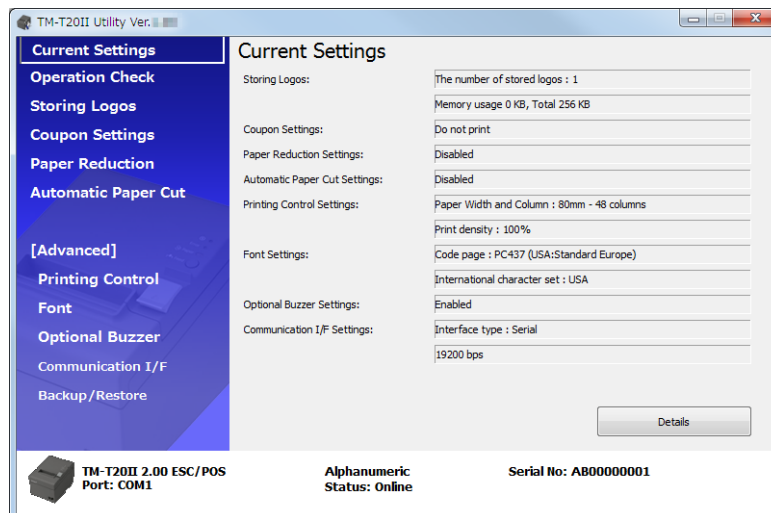 TM-T20II Utility Ver.
Current Settings
Operation Check
Storing Logos
Coupon Settings
Paper Reduction
Automatic Paper Cut
[Advanced]
Printing Control
Font
Optional Buzzer
Communication I/F
Backup/Restore
Current Settings
Storing Logos: The number of stored logos : 1
Memory usage 0 KB, Total 256 KB
Coupon Settings: Do not print
Paper Reduction Settings: Disabled
Automatic Paper Cut Settings: Disabled
Printing Control Settings: Paper Width and Column : 80mm - 48 columns
Print density : 100%
Font Settings: Code page : PC437 (USA:Standard Europe)
International character set : USA
Optional Buzzer Settings: Enabled
Communication I/F Settings: Interface type : Serial
19200 bps
Details
TM-T20II 2.00 ESC/POS
Port: COM1
Alphanumeric
Status: Online
Serial No: AB00000001